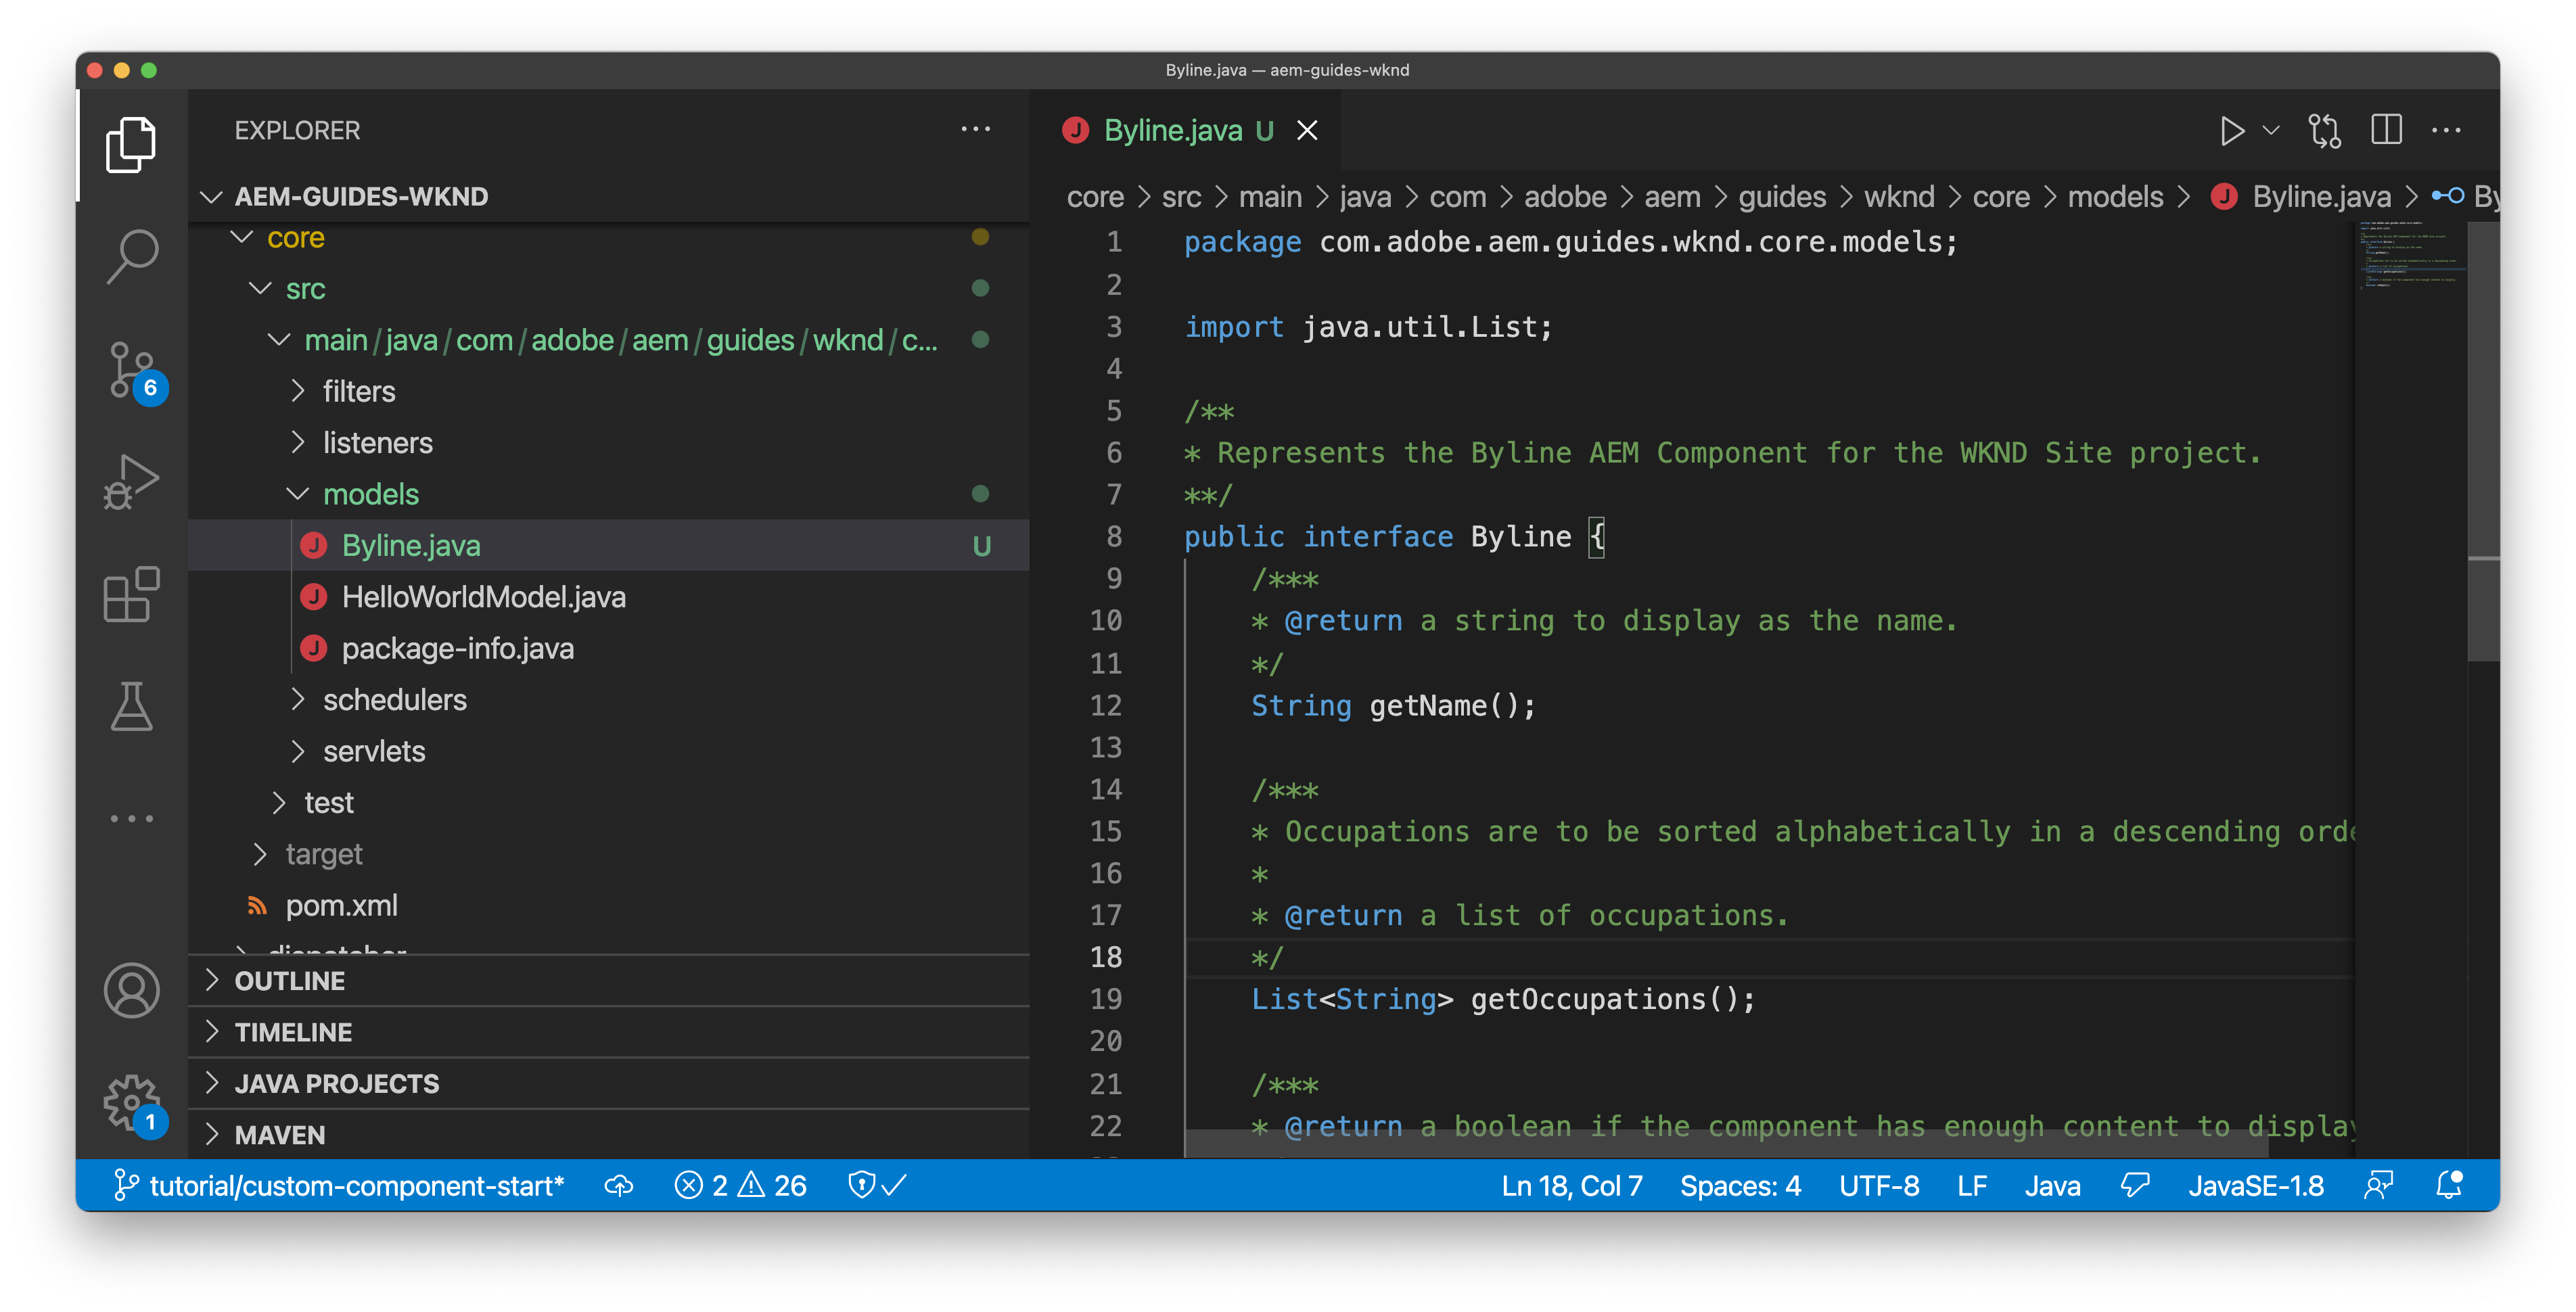 Byline.java — aem-guides-wknd
EXPLORER
AEM-GUIDES-WKND
core
src
main/java/com/adobe/aem/guides/wknd/c...
filters
listeners
models
Byline.java U
HelloWorldModel.java
package-info.java
schedulers
servlets
test
target
pom.xml
dispatcher
OUTLINE
TIMELINE
JAVA PROJECTS
MAVEN
6
1
Byline.java U
core > src > main > java > com > adobe > aem > guides > wknd > core > models > Byline.java > By
1 package com.adobe.aem.guides.wknd.core.models;
2
3 import java.util.List;
4
5 /**
6 * Represents the Byline AEM Component for the WKND Site project.
7 **/
8 public interface Byline {
9 /***
10 * @return a string to display as the name.
11 */
12 String getName();
13
14 /***
15 * Occupations are to be sorted alphabetically in a descending orde
16 *
17 * @return a list of occupations.
18 */
19 List<String> getOccupations();
20
21 /***
22 * @return a boolean if the component has enough content to display
tutorial/custom-component-start* 2 26 Ln 18, Col 7 Spaces: 4 UTF-8 LF Java JavaSE-1.8